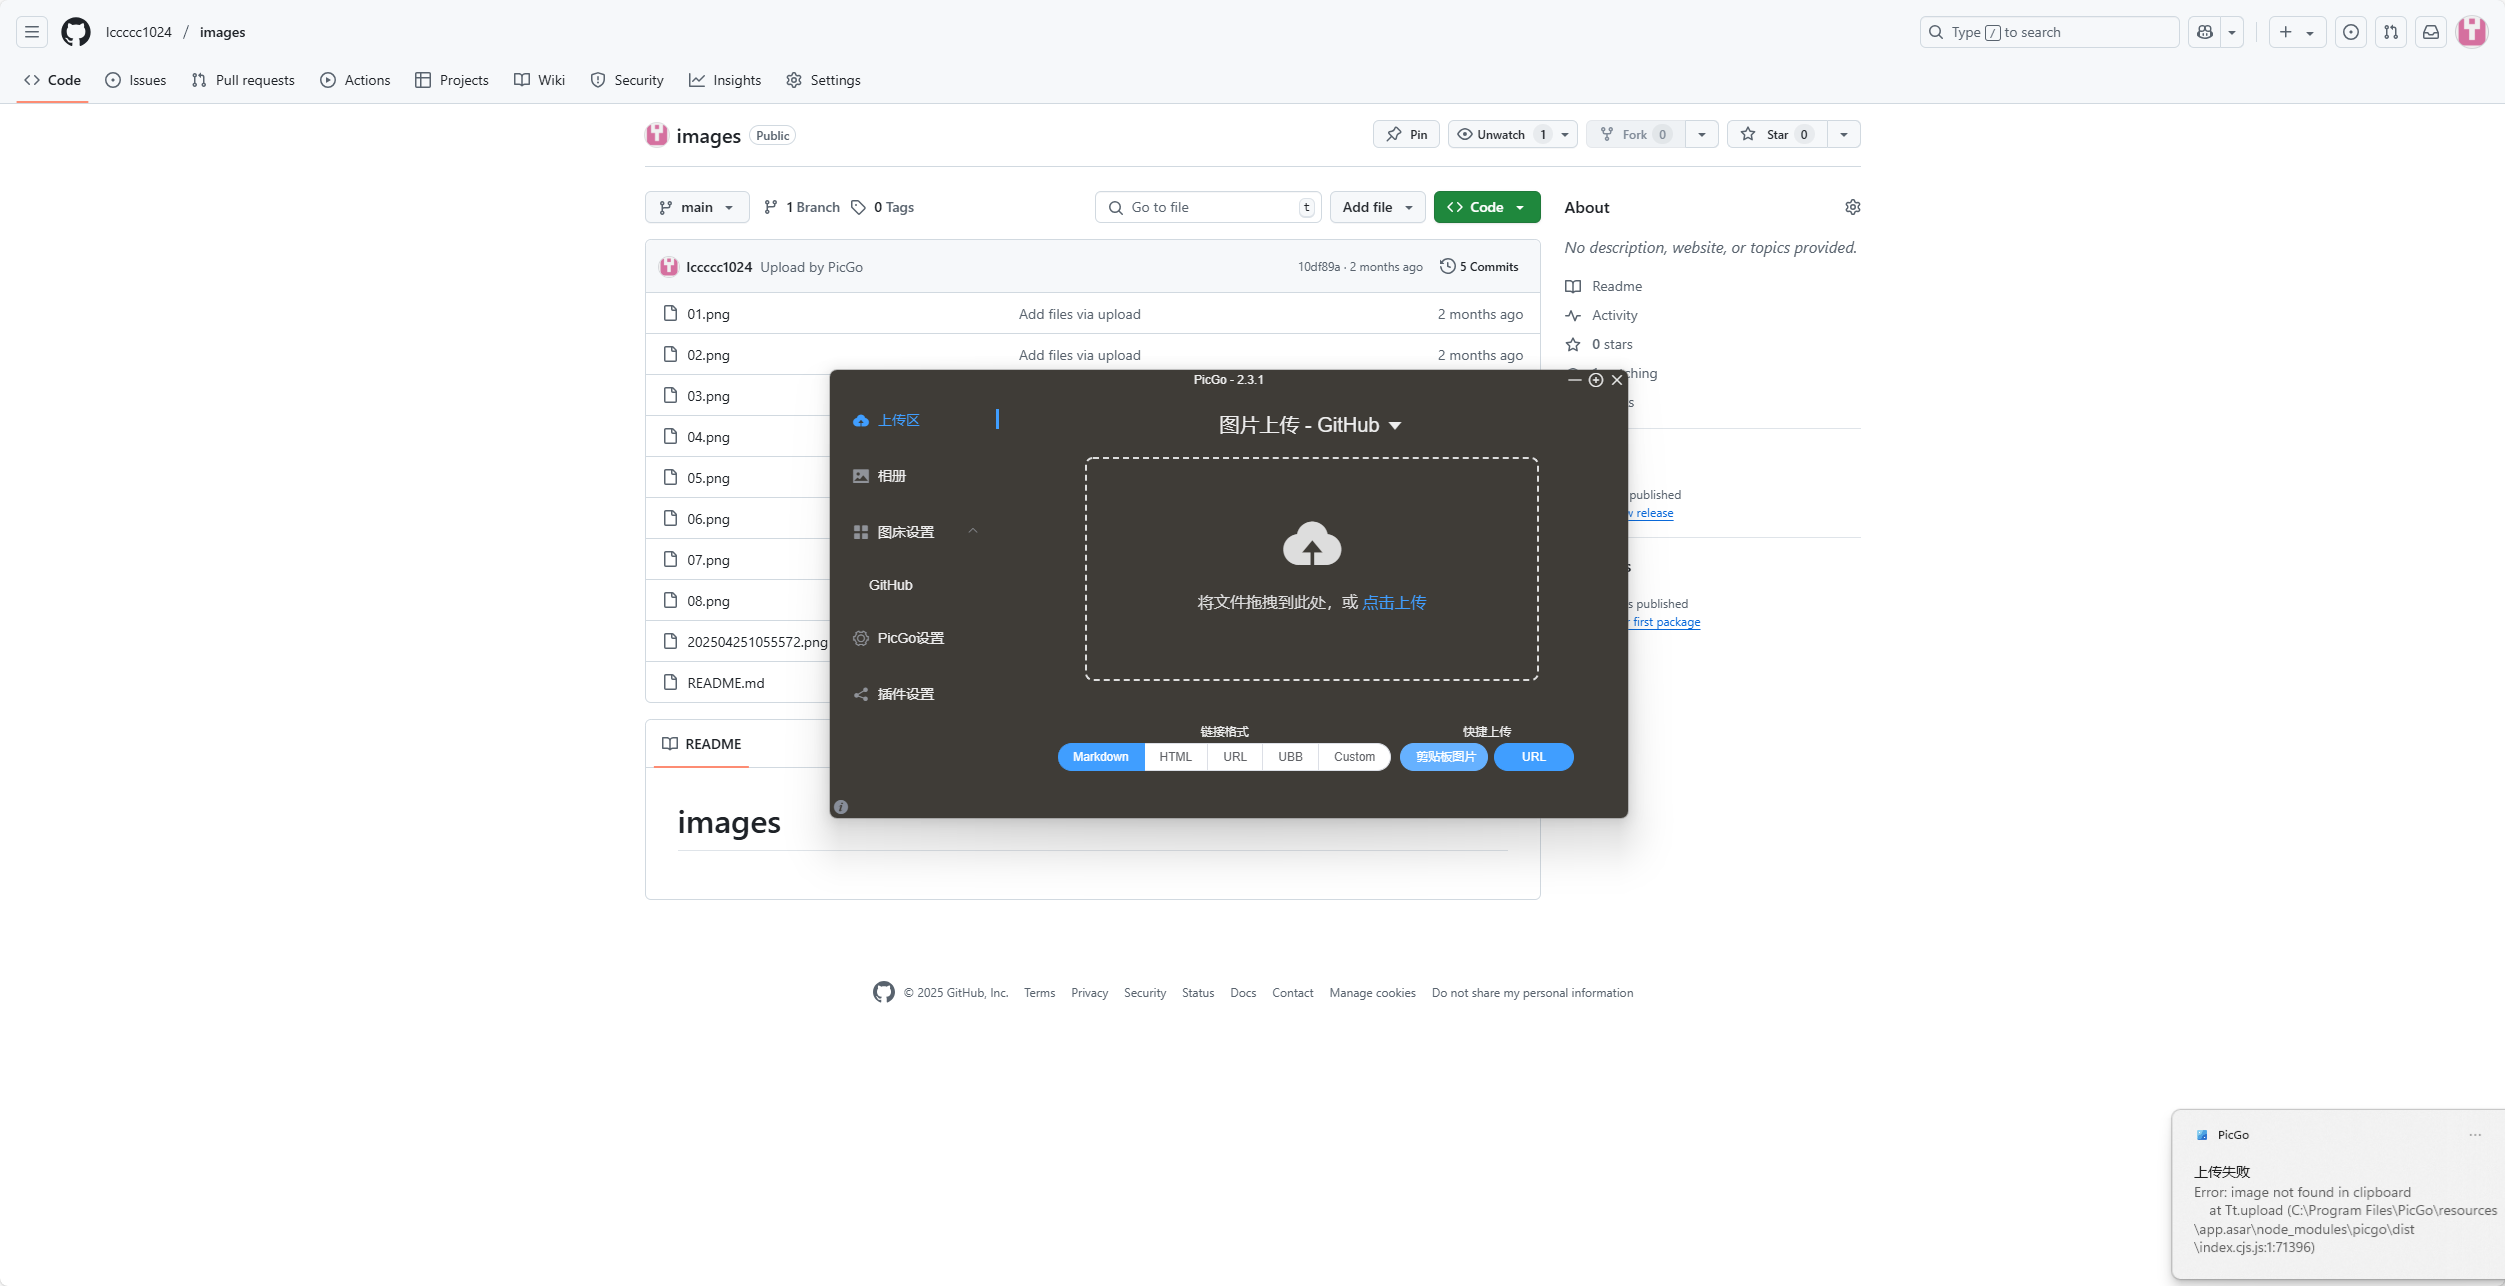 lccccc1024 / images
Type / to search
Code Issues Pull requests Actions Projects Wiki Security Insights Settings
images Public
Pin Unwatch 1 Fork 0 Star 0
main 1 Branch 0 Tags Go to file t Add file Code
lccccc1024 Upload by PicGo 10df89a · 2 months ago 5 Commits
01.png Add files via upload 2 months ago
02.png Add files via upload 2 months ago
03.png
04.png
05.png
06.png
07.png
08.png
202504251055572.png
README.md
README
images
About
No description, website, or topics provided.
Readme
Activity
0 stars
published
release
s published
first package
PicGo - 2.3.1
上传区
相册
图床设置
GitHub
PicGo设置
插件设置
图片上传 - GitHub
将文件拖拽到此处，或 点击上传
链接格式 快捷上传
Markdown HTML URL UBB Custom 剪贴板图片 URL
© 2025 GitHub, Inc. Terms Privacy Security Status Docs Contact Manage cookies Do not share my personal information
PicGo
上传失败
Error: image not found in clipboard
at Tt.upload (C:\Program Files\PicGo\resources
\app.asar\node_modules\picgo\dist
\index.cjs.js:1:71396)